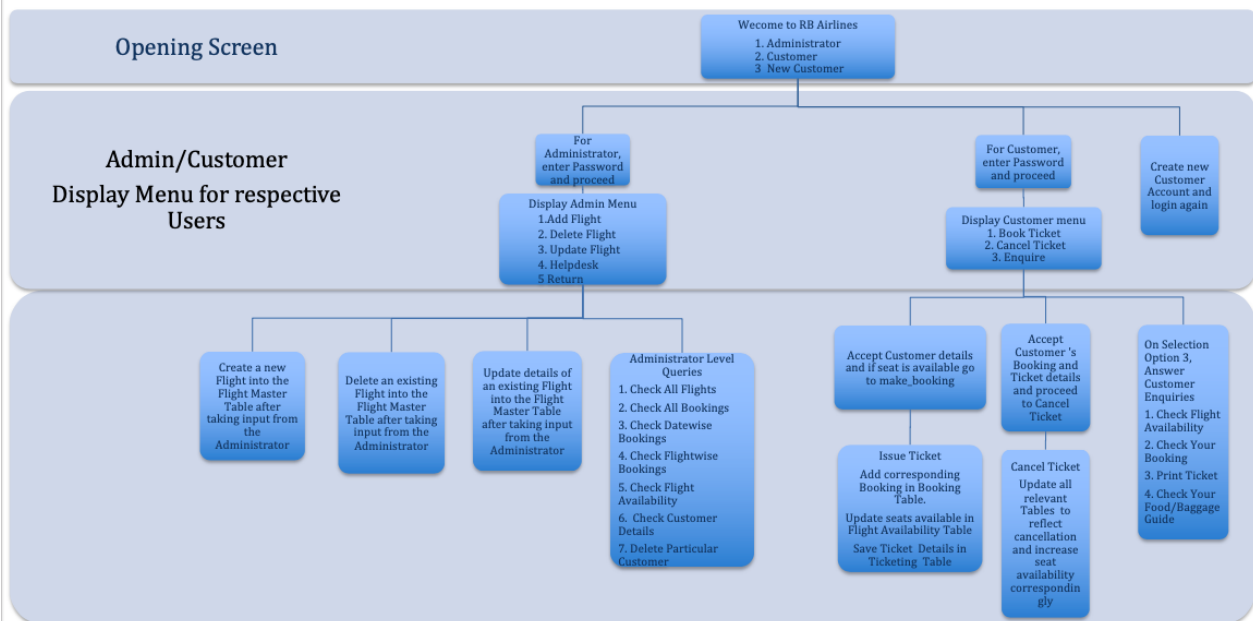 Opening Screen
Wecome to RB Airlines
1. Administrator
2. Customer
3 New Customer
Admin/Customer
Display Menu for respective
Users
For
Administrator,
enter Password
and proceed
Display Admin Menu
1.Add Flight
2. Delete Flight
3. Update Flight
4. Helpdesk
5 Return
For Customer,
enter Password
and proceed
Display Customer menu
1. Book Ticket
2. Cancel Ticket
3. Enquire
Create new
Customer
Account and
login again
Create a new
Flight into the
Flight Master
Table after
taking input from
the
Administrator
Delete an existing
Flight into the
Flight Master
Table after taking
input from the
Administrator
Update details of
an existing Flight
into the Flight
Master Table
after taking input
from the
Administrator
Administrator Level
Queries
1. Check All Flights
2. Check All Bookings
3. Check Datewise
Bookings
4. Check Flightwise
Bookings
5. Check Flight
Availability
6. Check Customer
Details
7. Delete Particular
Customer
Accept Customer details
and if seat is available go
to make_booking
Issue Ticket
Add corresponding
Booking in Booking
Table.
Update seats available in
Flight Availability Table
Save Ticket Details in
Ticketing Table
Accept
Customer 's
Booking and
Ticket details
and proceed
to Cancel
Ticket
Cancel Ticket
Update all
relevant
Tables to
reflect
cancellation
and increase
seat
availability
correspondin
gly
On Selection
Option 3,
Answer
Customer
Enquiries
1. Check Flight
Availability
2. Check Your
Booking
3. Print Ticket
4. Check Your
Food/Baggage
Guide